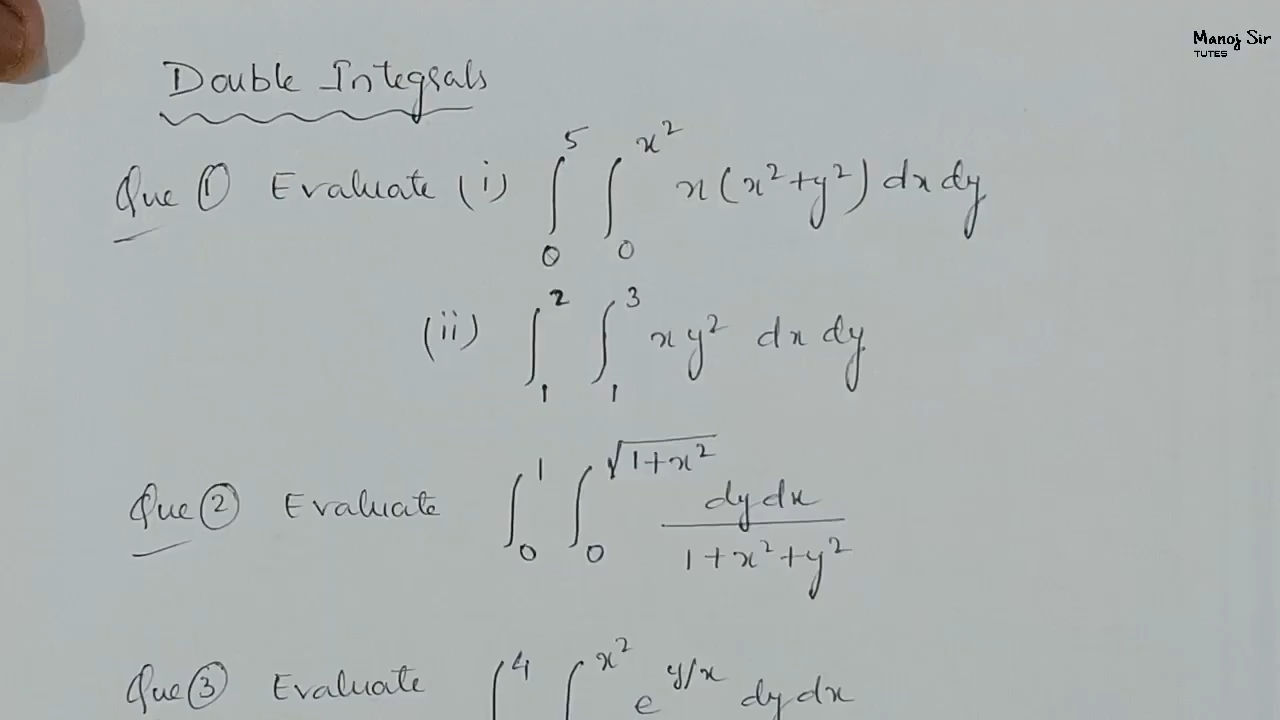 Manoj Sir
TUTES
Double Integrals
Que ① Evaluate (i) ∫₀⁵ ∫₀^{x²} x(x²+y²) dx dy
(ii) ∫₁² ∫₁³ xy² dx dy
Que ② Evaluate ∫₀¹ ∫₀^{√(1+x²)} dy dx / (1+x²+y²)
Que ③ Evaluate ∫⁴ ∫^{x²} e^{y/x} dy dx